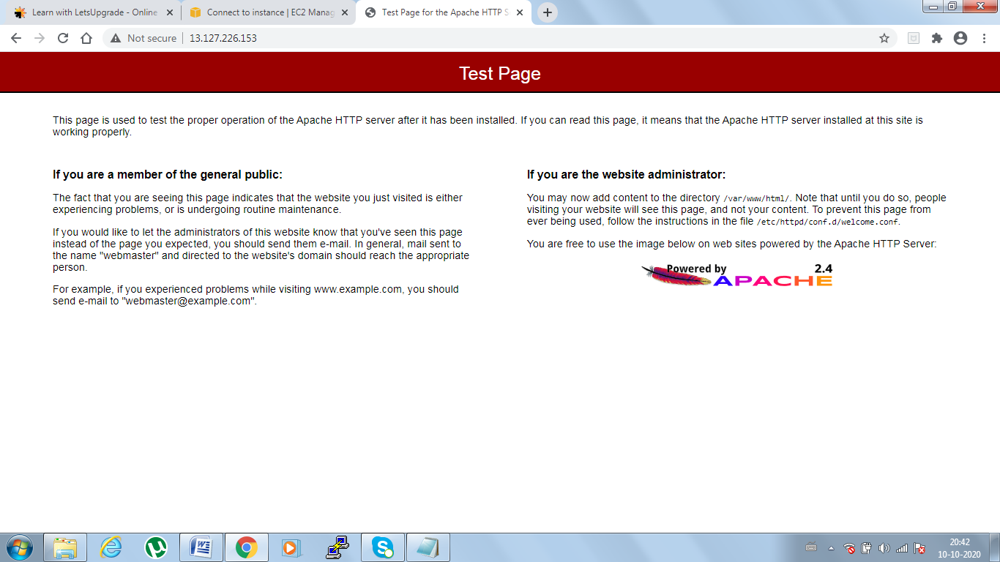 Learn with LetsUpgrade - Online
Connect to instance | EC2 Manag
Test Page for the Apache HTTP S
Not secure
13.127.226.153
Test Page
This page is used to test the proper operation of the Apache HTTP server after it has been installed. If you can read this page, it means that the Apache HTTP server installed at this site is
working properly.
If you are a member of the general public:
The fact that you are seeing this page indicates that the website you just visited is either
experiencing problems, or is undergoing routine maintenance.
If you would like to let the administrators of this website know that you've seen this page
instead of the page you expected, you should send them e-mail. In general, mail sent to
the name "webmaster" and directed to the website's domain should reach the appropriate
person.
For example, if you experienced problems while visiting www.example.com, you should
send e-mail to "webmaster@example.com".
If you are the website administrator:
You may now add content to the directory /var/www/html/. Note that until you do so, people
visiting your website will see this page, and not your content. To prevent this page from
ever being used, follow the instructions in the file /etc/httpd/conf.d/welcome.conf.
You are free to use the image below on web sites powered by the Apache HTTP Server:
Powered by 2.4
APACHE
20:42
10-10-2020